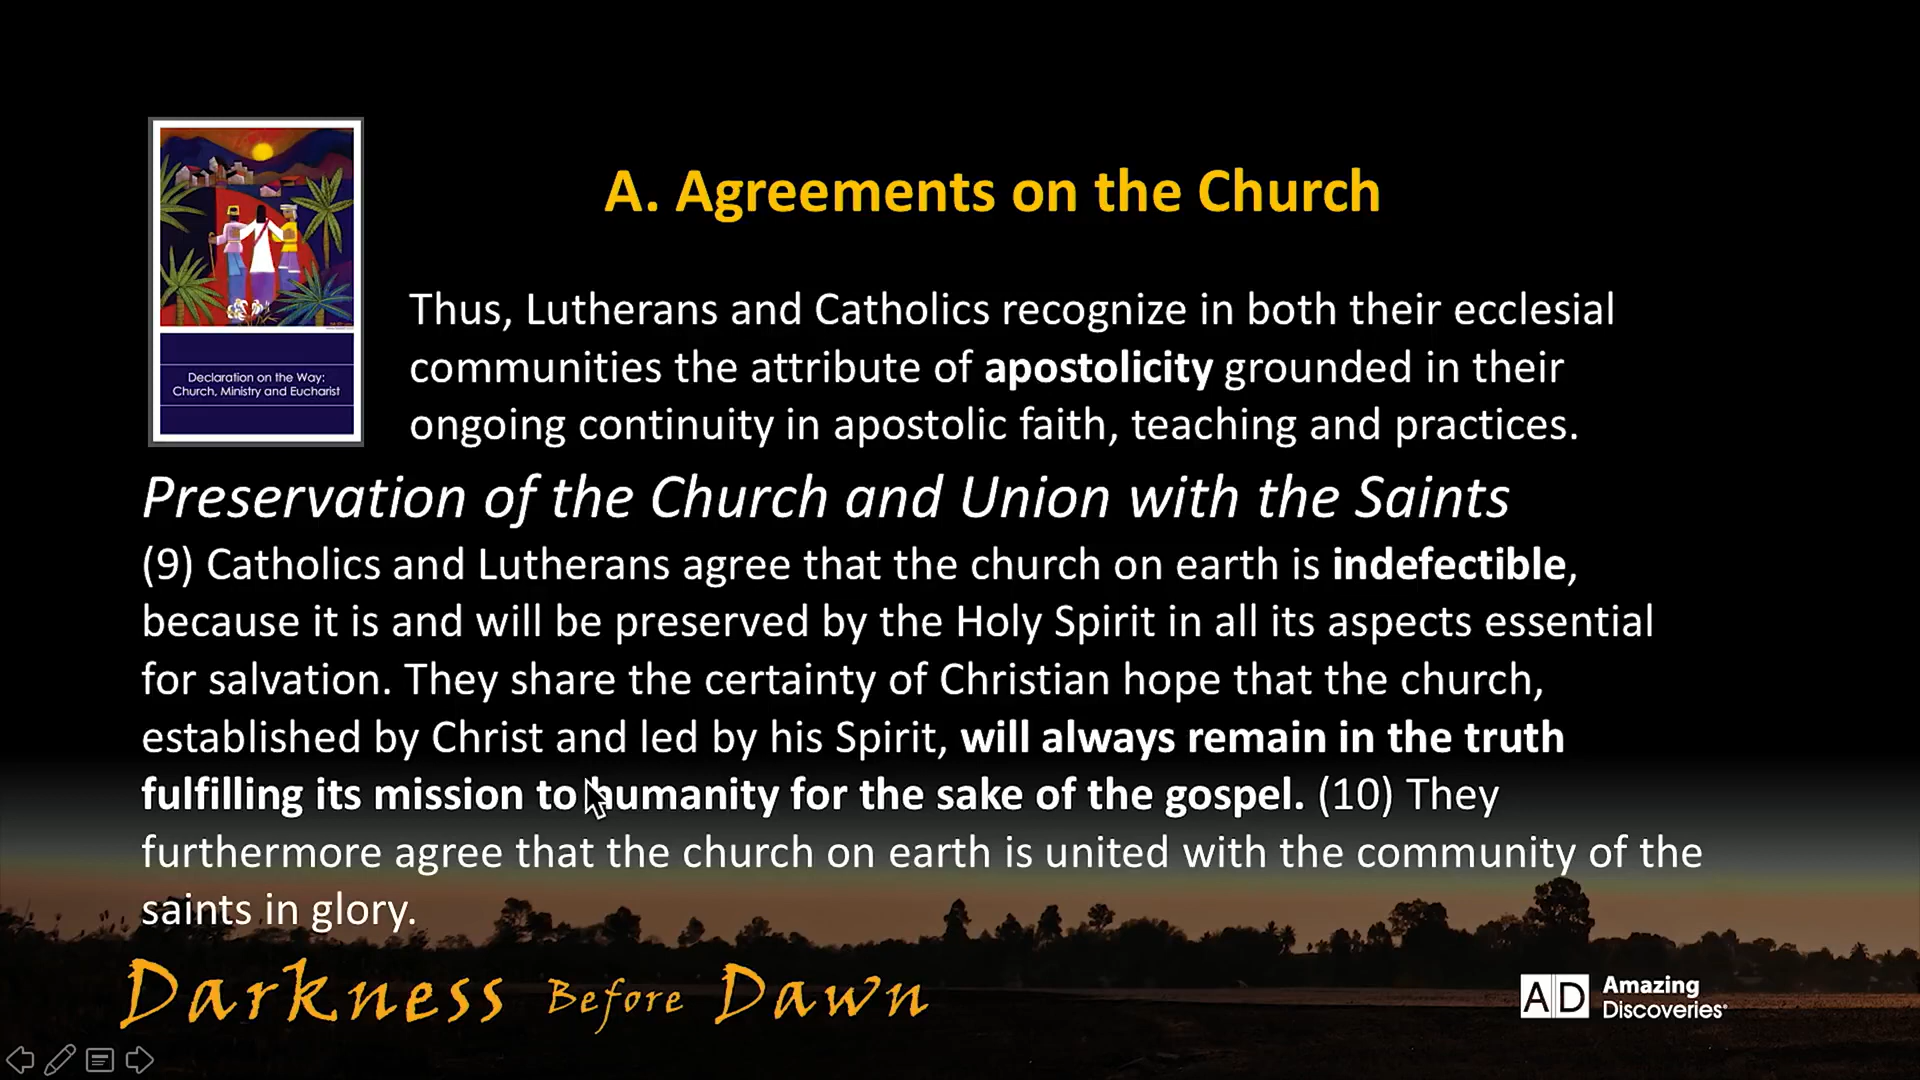 A. Agreements on the Church
Thus, Lutherans and Catholics recognize in both their ecclesial
communities the attribute of apostolicity grounded in their
ongoing continuity in apostolic faith, teaching and practices.
Declaration on the Way:
Church, Ministry and Eucharist
Preservation of the Church and Union with the Saints
(9) Catholics and Lutherans agree that the church on earth is indefectible,
because it is and will be preserved by the Holy Spirit in all its aspects essential
for salvation. They share the certainty of Christian hope that the church,
established by Christ and led by his Spirit, will always remain in the truth
fulfilling its mission to humanity for the sake of the gospel. (10) They
furthermore agree that the church on earth is united with the community of the
saints in glory.
Darkness Before Dawn
AD Amazing
Discoveries